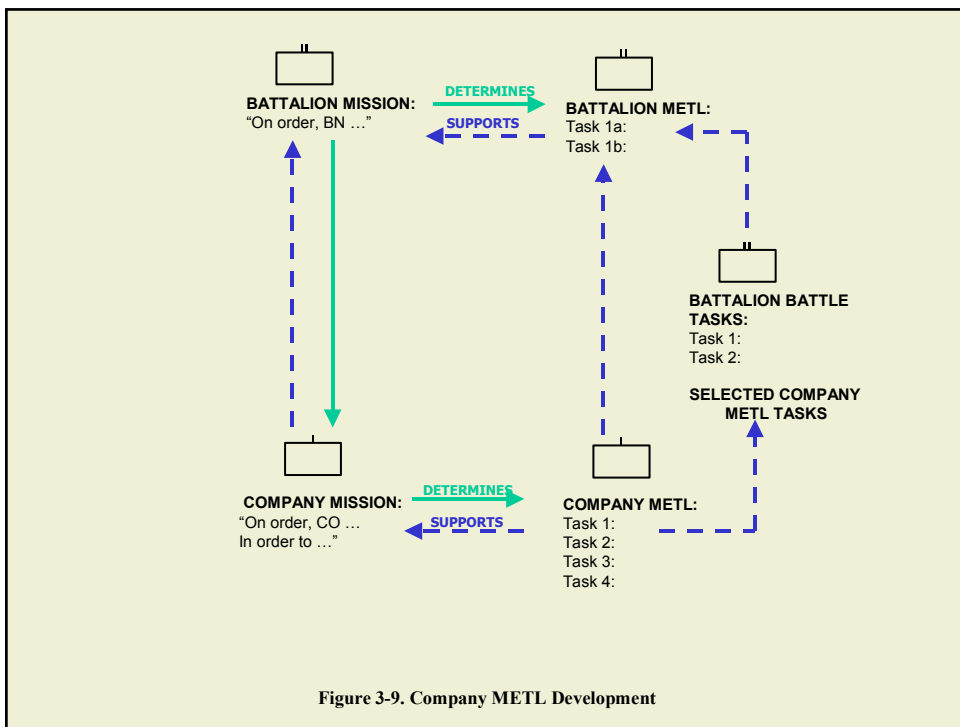 BATTALION MISSION:
“On order, BN …”
DETERMINES
SUPPORTS
BATTALION METL:
Task 1a:
Task 1b:
BATTALION BATTLE
TASKS:
Task 1:
Task 2:
SELECTED COMPANY
METL TASKS
COMPANY MISSION:
“On order, CO …
In order to …”
DETERMINES
SUPPORTS
COMPANY METL:
Task 1:
Task 2:
Task 3:
Task 4:
Figure 3-9. Company METL Development